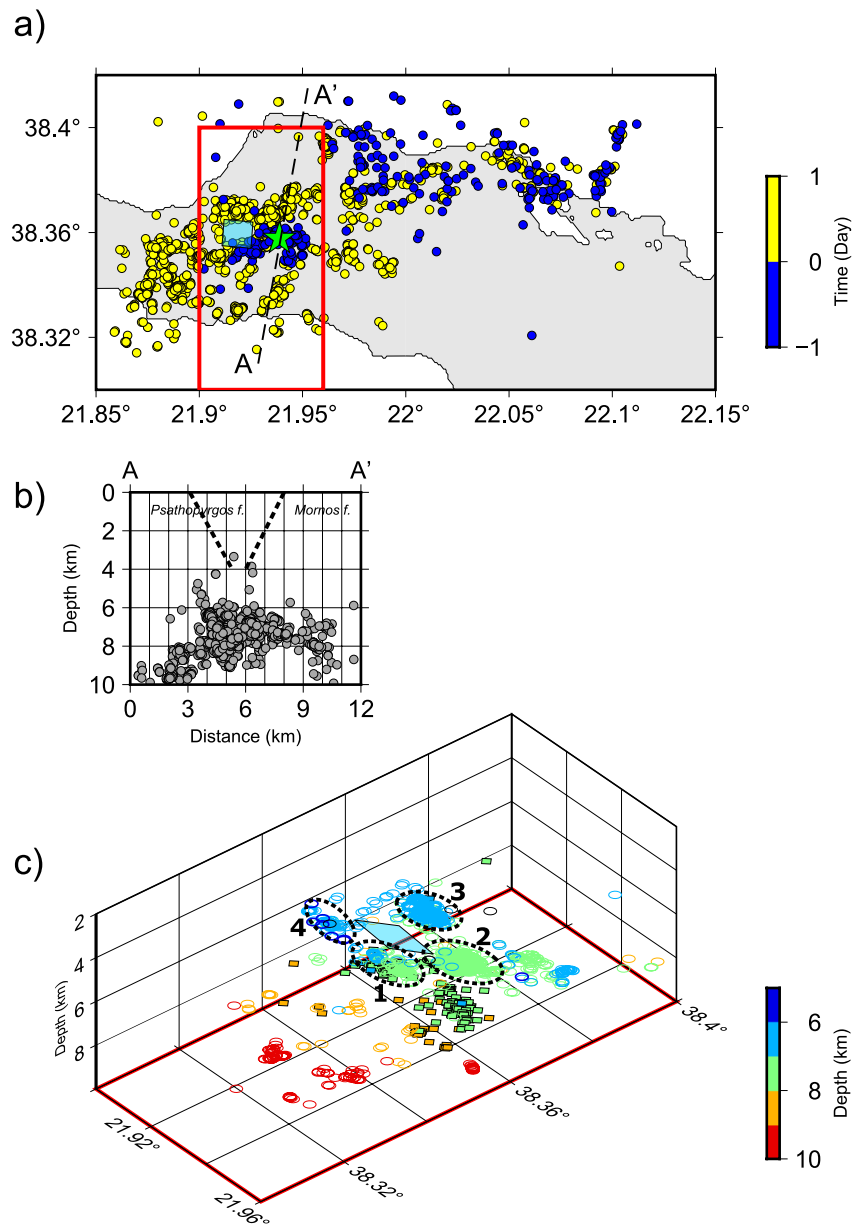 a)
A'
A
38.4°
38.36°
38.32°
21.85°
21.9°
21.95°
22°
22.05°
22.1°
22.15°
1
0
−1
Time (Day)
b)
A
A'
Psathopyrgos f.
Mornos f.
0
2
4
6
8
10
Depth (km)
0
3
6
9
12
Distance (km)
c)
2
4
6
8
Depth (km)
1
2
3
4
21.92°
21.96°
38.32°
38.36°
38.4°
6
8
10
Depth (km)